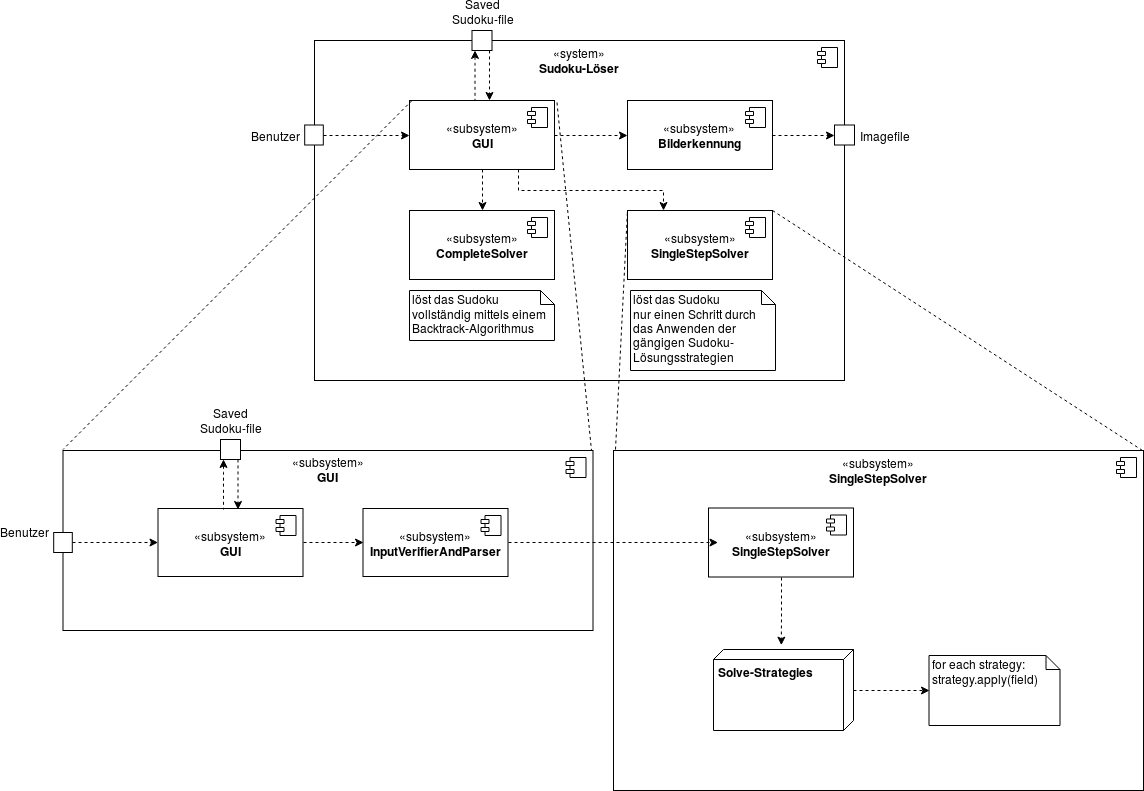 Saved
Sudoku-file
«system»
Sudoku-Löser
Benutzer
«subsystem»
GUI
«subsystem»
Bilderkennung
Imagefile
«subsystem»
CompleteSolver
«subsystem»
SingleStepSolver
löst das Sudoku
vollständig mittels einem
Backtrack-Algorithmus
löst das Sudoku
nur einen Schritt durch
das Anwenden der
gängigen Sudoku-
Lösungsstrategien
Saved
Sudoku-file
«subsystem»
GUI
Benutzer
«subsystem»
GUI
«subsystem»
InputVerifierAndParser
«subsystem»
SingleStepSolver
«subsystem»
SingleStepSolver
Solve-Strategies
for each strategy:
strategy.apply(field)